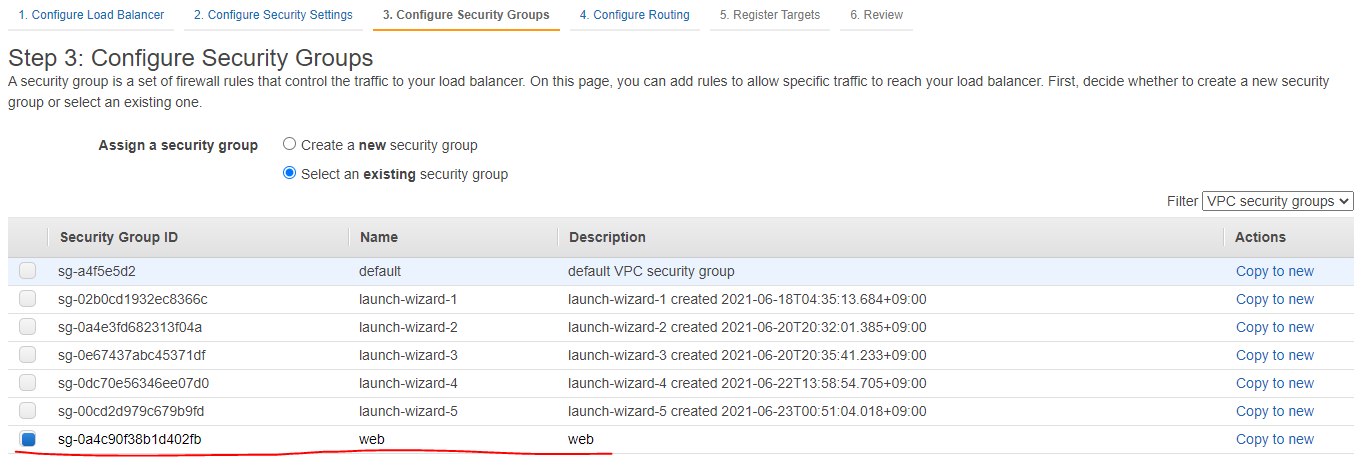 1. Configure Load Balancer 2. Configure Security Settings 3. Configure Security Groups 4. Configure Routing 5. Register Targets 6. Review
Step 3: Configure Security Groups
A security group is a set of firewall rules that control the traffic to your load balancer. On this page, you can add rules to allow specific traffic to reach your load balancer. First, decide whether to create a new security
group or select an existing one.
Assign a security group Create a new security group
Select an existing security group
Filter VPC security groups
Security Group ID Name Description Actions
sg-a4f5e5d2 default default VPC security group Copy to new
sg-02b0cd1932ec8366c launch-wizard-1 launch-wizard-1 created 2021-06-18T04:35:13.684+09:00 Copy to new
sg-0a4e3fd682313f04a launch-wizard-2 launch-wizard-2 created 2021-06-20T20:32:01.385+09:00 Copy to new
sg-0e67437abc45371df launch-wizard-3 launch-wizard-3 created 2021-06-20T20:35:41.233+09:00 Copy to new
sg-0dc70e56346ee07d0 launch-wizard-4 launch-wizard-4 created 2021-06-22T13:58:54.705+09:00 Copy to new
sg-00cd2d979c679b9fd launch-wizard-5 launch-wizard-5 created 2021-06-23T00:51:04.018+09:00 Copy to new
sg-0a4c90f38b1d402fb web web Copy to new